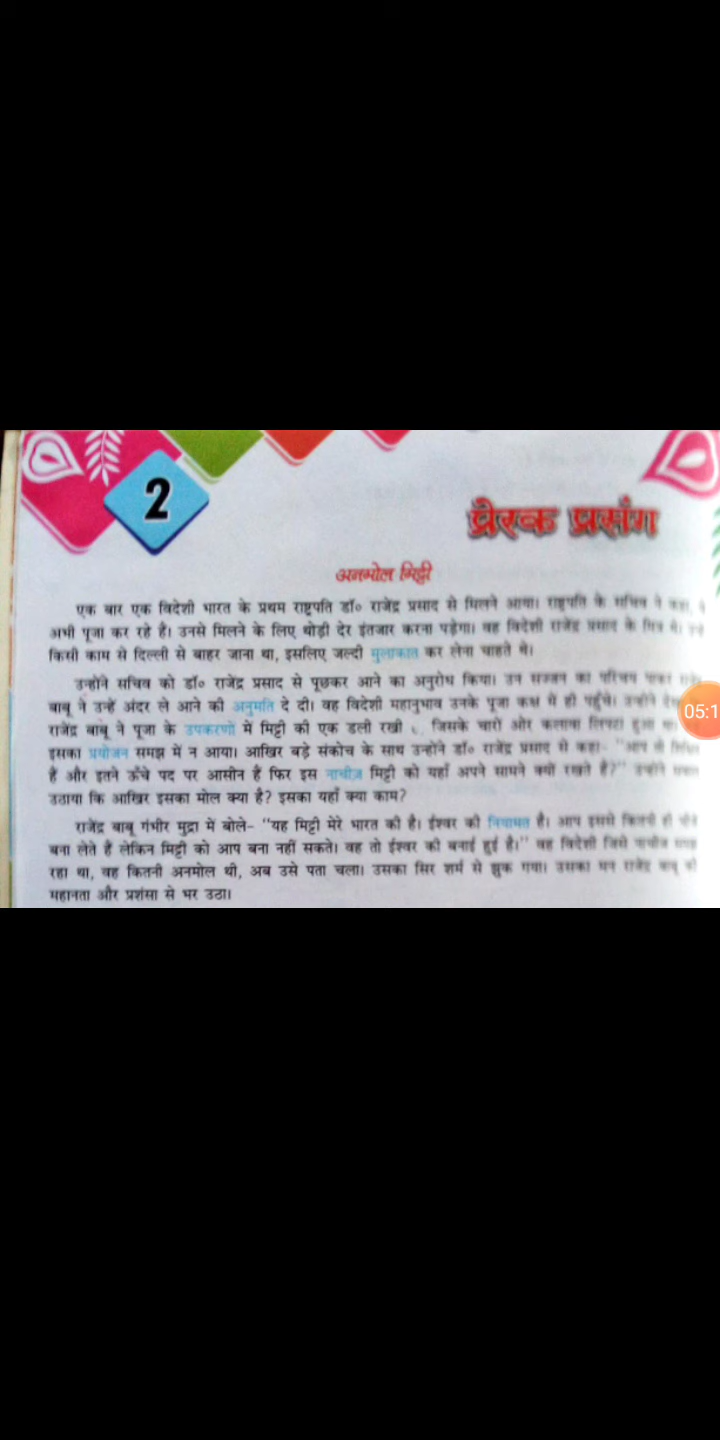 2
प्रेरक प्रसंग
अनमोल मिट्टी
एक बार एक विदेशी भारत के प्रथम राष्ट्रपति डॉ० राजेंद्र प्रसाद से मिलने आया। राष्ट्रपति के सचिव ने कहा,
अभी पूजा कर रहे हैं। उनसे मिलने के लिए थोड़ी देर इंतजार करना पड़ेगा। वह विदेशी राजेंद्र प्रसाद के मित्र थे।
किसी काम से दिल्ली से बाहर जाना था, इसलिए जल्दी मुलाकात कर लेना चाहते थे।
उन्होंने सचिव को डॉ० राजेंद्र प्रसाद से पूछकर आने का अनुरोध किया। उन सज्जन का परिचय पाकर
बाबू ने उन्हें अंदर ले आने की अनुमति दे दी। वह विदेशी महानुभाव उनके पूजा कक्ष में ही पहुँचे। उन्होंने
राजेंद्र बाबू ने पूजा के उपकरणों में मिट्टी की एक डली रखी जिसके चारों ओर कलावा लिपटा हुआ था।
इसका प्रयोजन समझ में न आया। आखिर बड़े संकोच के साथ उन्होंने डॉ० राजेंद्र प्रसाद से कहा- "आप तो
हैं और इतने ऊँचे पद पर आसीन हैं फिर इस नाचीज़ मिट्टी को यहाँ अपने सामने क्यों रखते हैं?" उन्होंने सवाल
उठाया कि आखिर इसका मोल क्या है? इसका यहाँ क्या काम?
राजेंद्र बाबू गंभीर मुद्रा में बोले- "यह मिट्टी मेरे भारत की है। ईश्वर की नियामत है। आप इससे कितनी ही चीजें
बना लेते हैं लेकिन मिट्टी को आप बना नहीं सकते। वह तो ईश्वर की बनाई हुई है।" वह विदेशी जिसे नाचीज समझ
रहा था, वह कितनी अनमोल थी, अब उसे पता चला। उसका सिर शर्म से झुक गया। उसका मन राजेंद्र बाबू की
महानता और प्रशंसा से भर उठा।
05:1